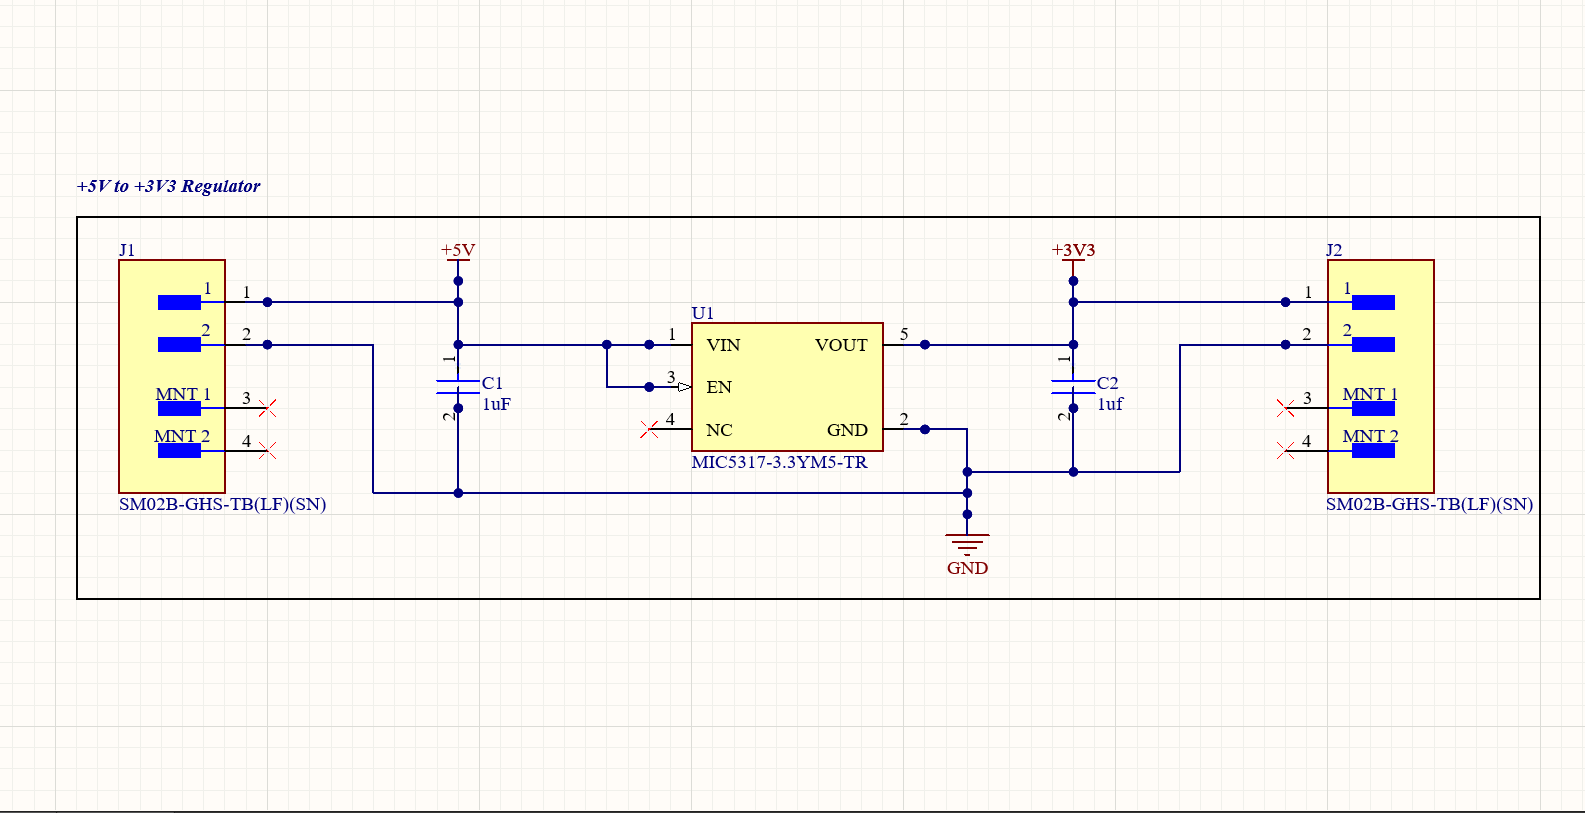 +5V to +3V3 Regulator
J1
+5V
+3V3
J2
1
1
1
1
2
2
2
2
U1
1
VIN
VOUT
5
3
EN
4
NC
GND
2
MIC5317-3.3YM5-TR
1
C1
1uF
2
1
C2
1uf
2
MNT 1
3
3
MNT 1
MNT 2
4
4
MNT 2
SM02B-GHS-TB(LF)(SN)
SM02B-GHS-TB(LF)(SN)
GND